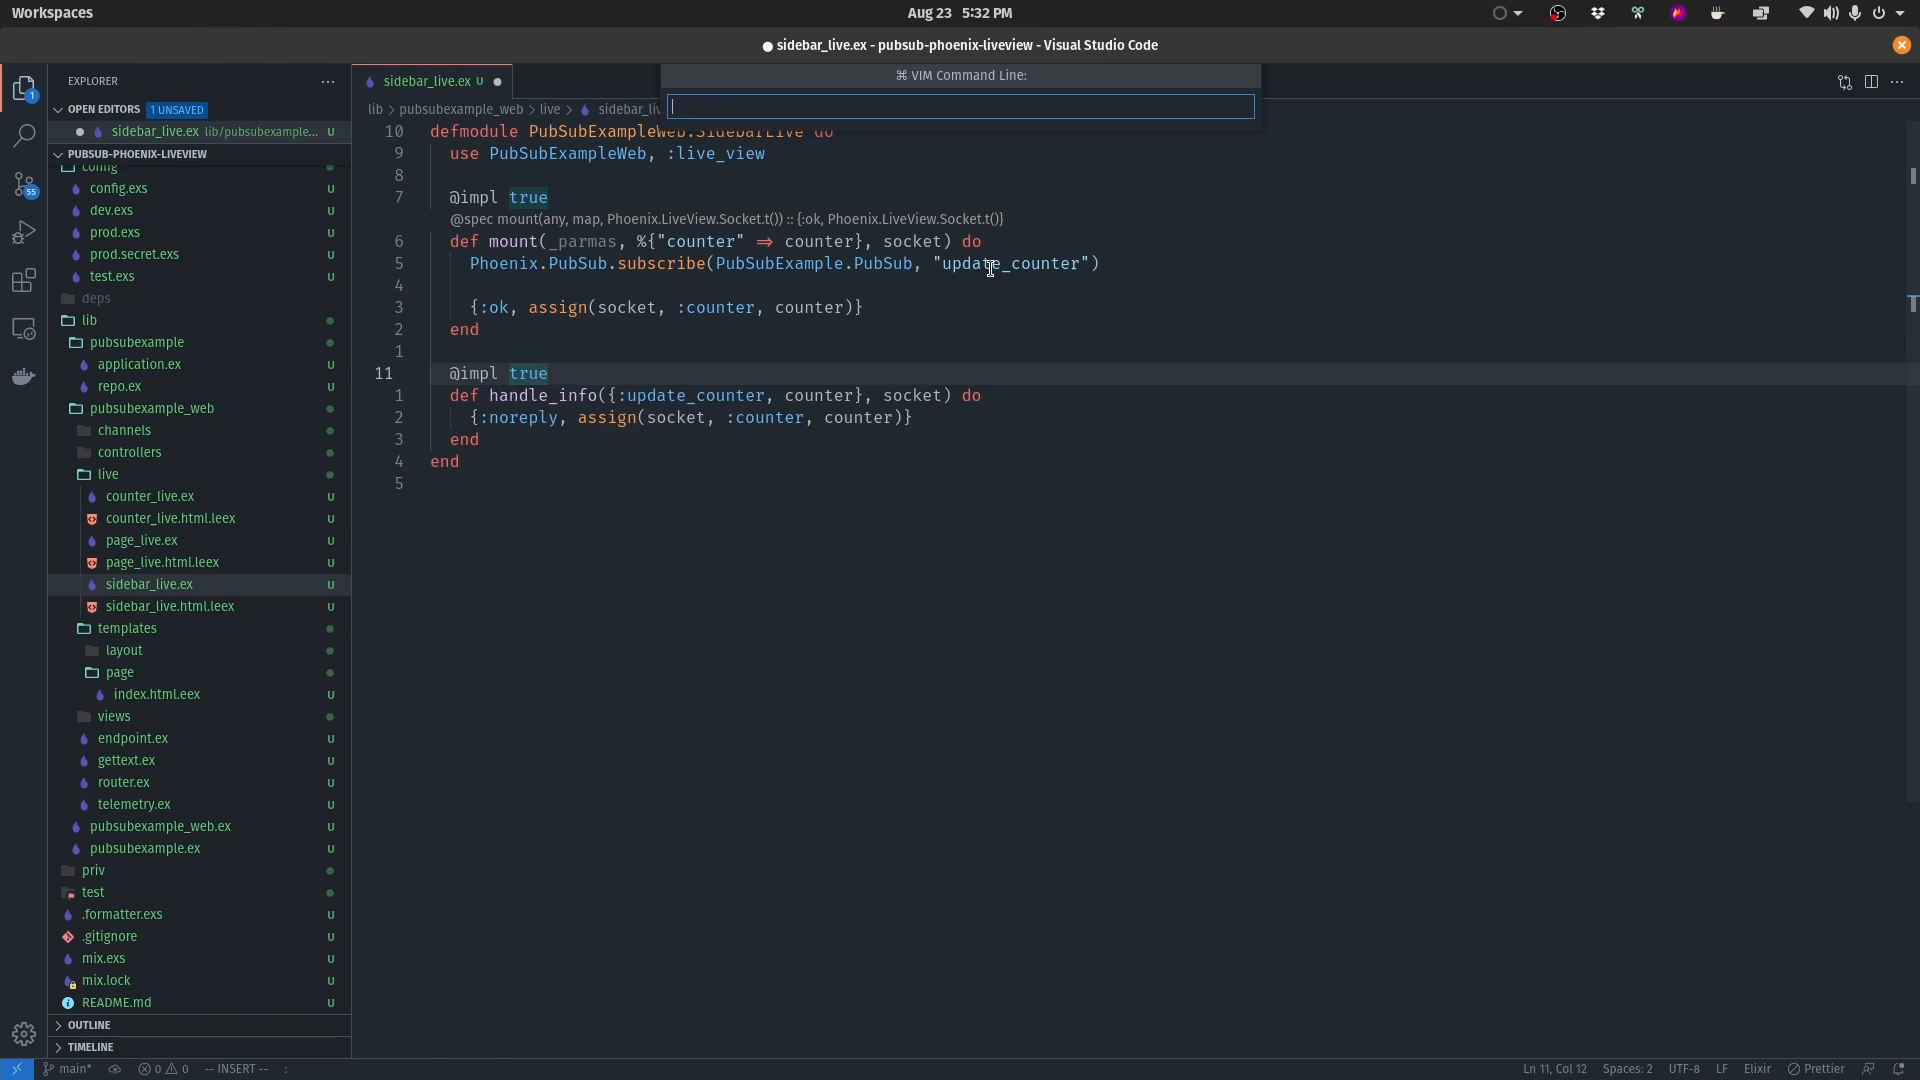 Workspaces
Aug 23 5:32 PM
● sidebar_live.ex - pubsub-phoenix-liveview - Visual Studio Code
EXPLORER
OPEN EDITORS 1 UNSAVED
sidebar_live.ex lib/pubsubexample... U
PUBSUB-PHOENIX-LIVEVIEW
config
config.exs U
dev.exs U
prod.exs U
prod.secret.exs U
test.exs U
deps
lib
pubsubexample
application.ex U
repo.ex U
pubsubexample_web
channels
controllers
live
counter_live.ex U
counter_live.html.leex U
page_live.ex U
page_live.html.leex U
sidebar_live.ex U
sidebar_live.html.leex U
templates
layout
page
index.html.eex U
views
endpoint.ex U
gettext.ex U
router.ex U
telemetry.ex U
pubsubexample_web.ex U
pubsubexample.ex U
priv
test
.formatter.exs U
.gitignore U
mix.exs U
mix.lock U
README.md U
OUTLINE
TIMELINE
1
55
sidebar_live.ex U
⌘ VIM Command Line:
lib > pubsubexample_web > live > sidebar_liv
10 defmodule PubSubExampleWeb.SidebarLive do
9 use PubSubExampleWeb, :live_view
8
7 @impl true
@spec mount(any, map, Phoenix.LiveView.Socket.t()) :: {:ok, Phoenix.LiveView.Socket.t()}
6 def mount(_parmas, %{"counter" => counter}, socket) do
5 Phoenix.PubSub.subscribe(PubSubExample.PubSub, "update_counter")
4
3 {:ok, assign(socket, :counter, counter)}
2 end
1
11 @impl true
1 def handle_info({:update_counter, counter}, socket) do
2 {:noreply, assign(socket, :counter, counter)}
3 end
4 end
5
main* 0 0 -- INSERT -- :
Ln 11, Col 12 Spaces: 2 UTF-8 LF Elixir Prettier